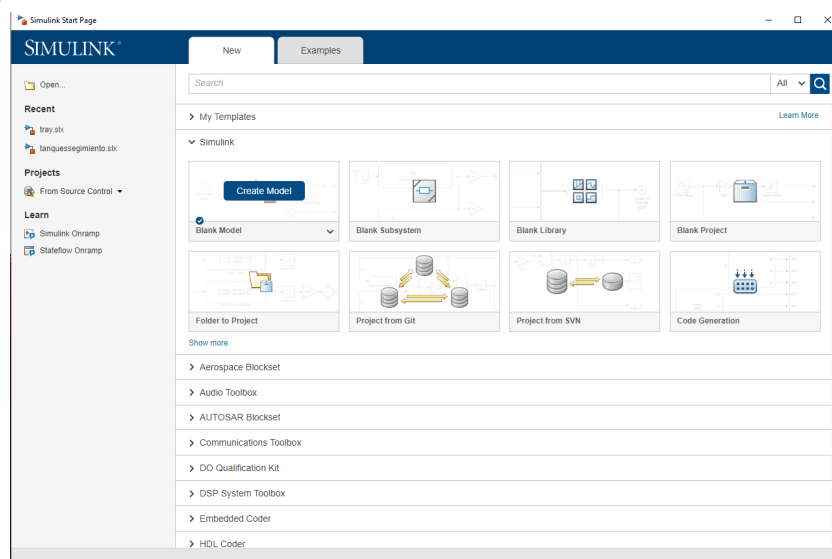 Simulink Start Page
SIMULINK®
New
Examples
Open...
Recent
tray.slx
tanquessegimiento.slx
Projects
From Source Control
Learn
Simulink Onramp
Stateflow Onramp
Search
All
My Templates
Learn More
Simulink
Create Model
Blank Model
Blank Subsystem
Blank Library
Blank Project
Folder to Project
Project from Git
Project from SVN
Code Generation
Show more
Aerospace Blockset
Audio Toolbox
AUTOSAR Blockset
Communications Toolbox
DO Qualification Kit
DSP System Toolbox
Embedded Coder
HDL Coder